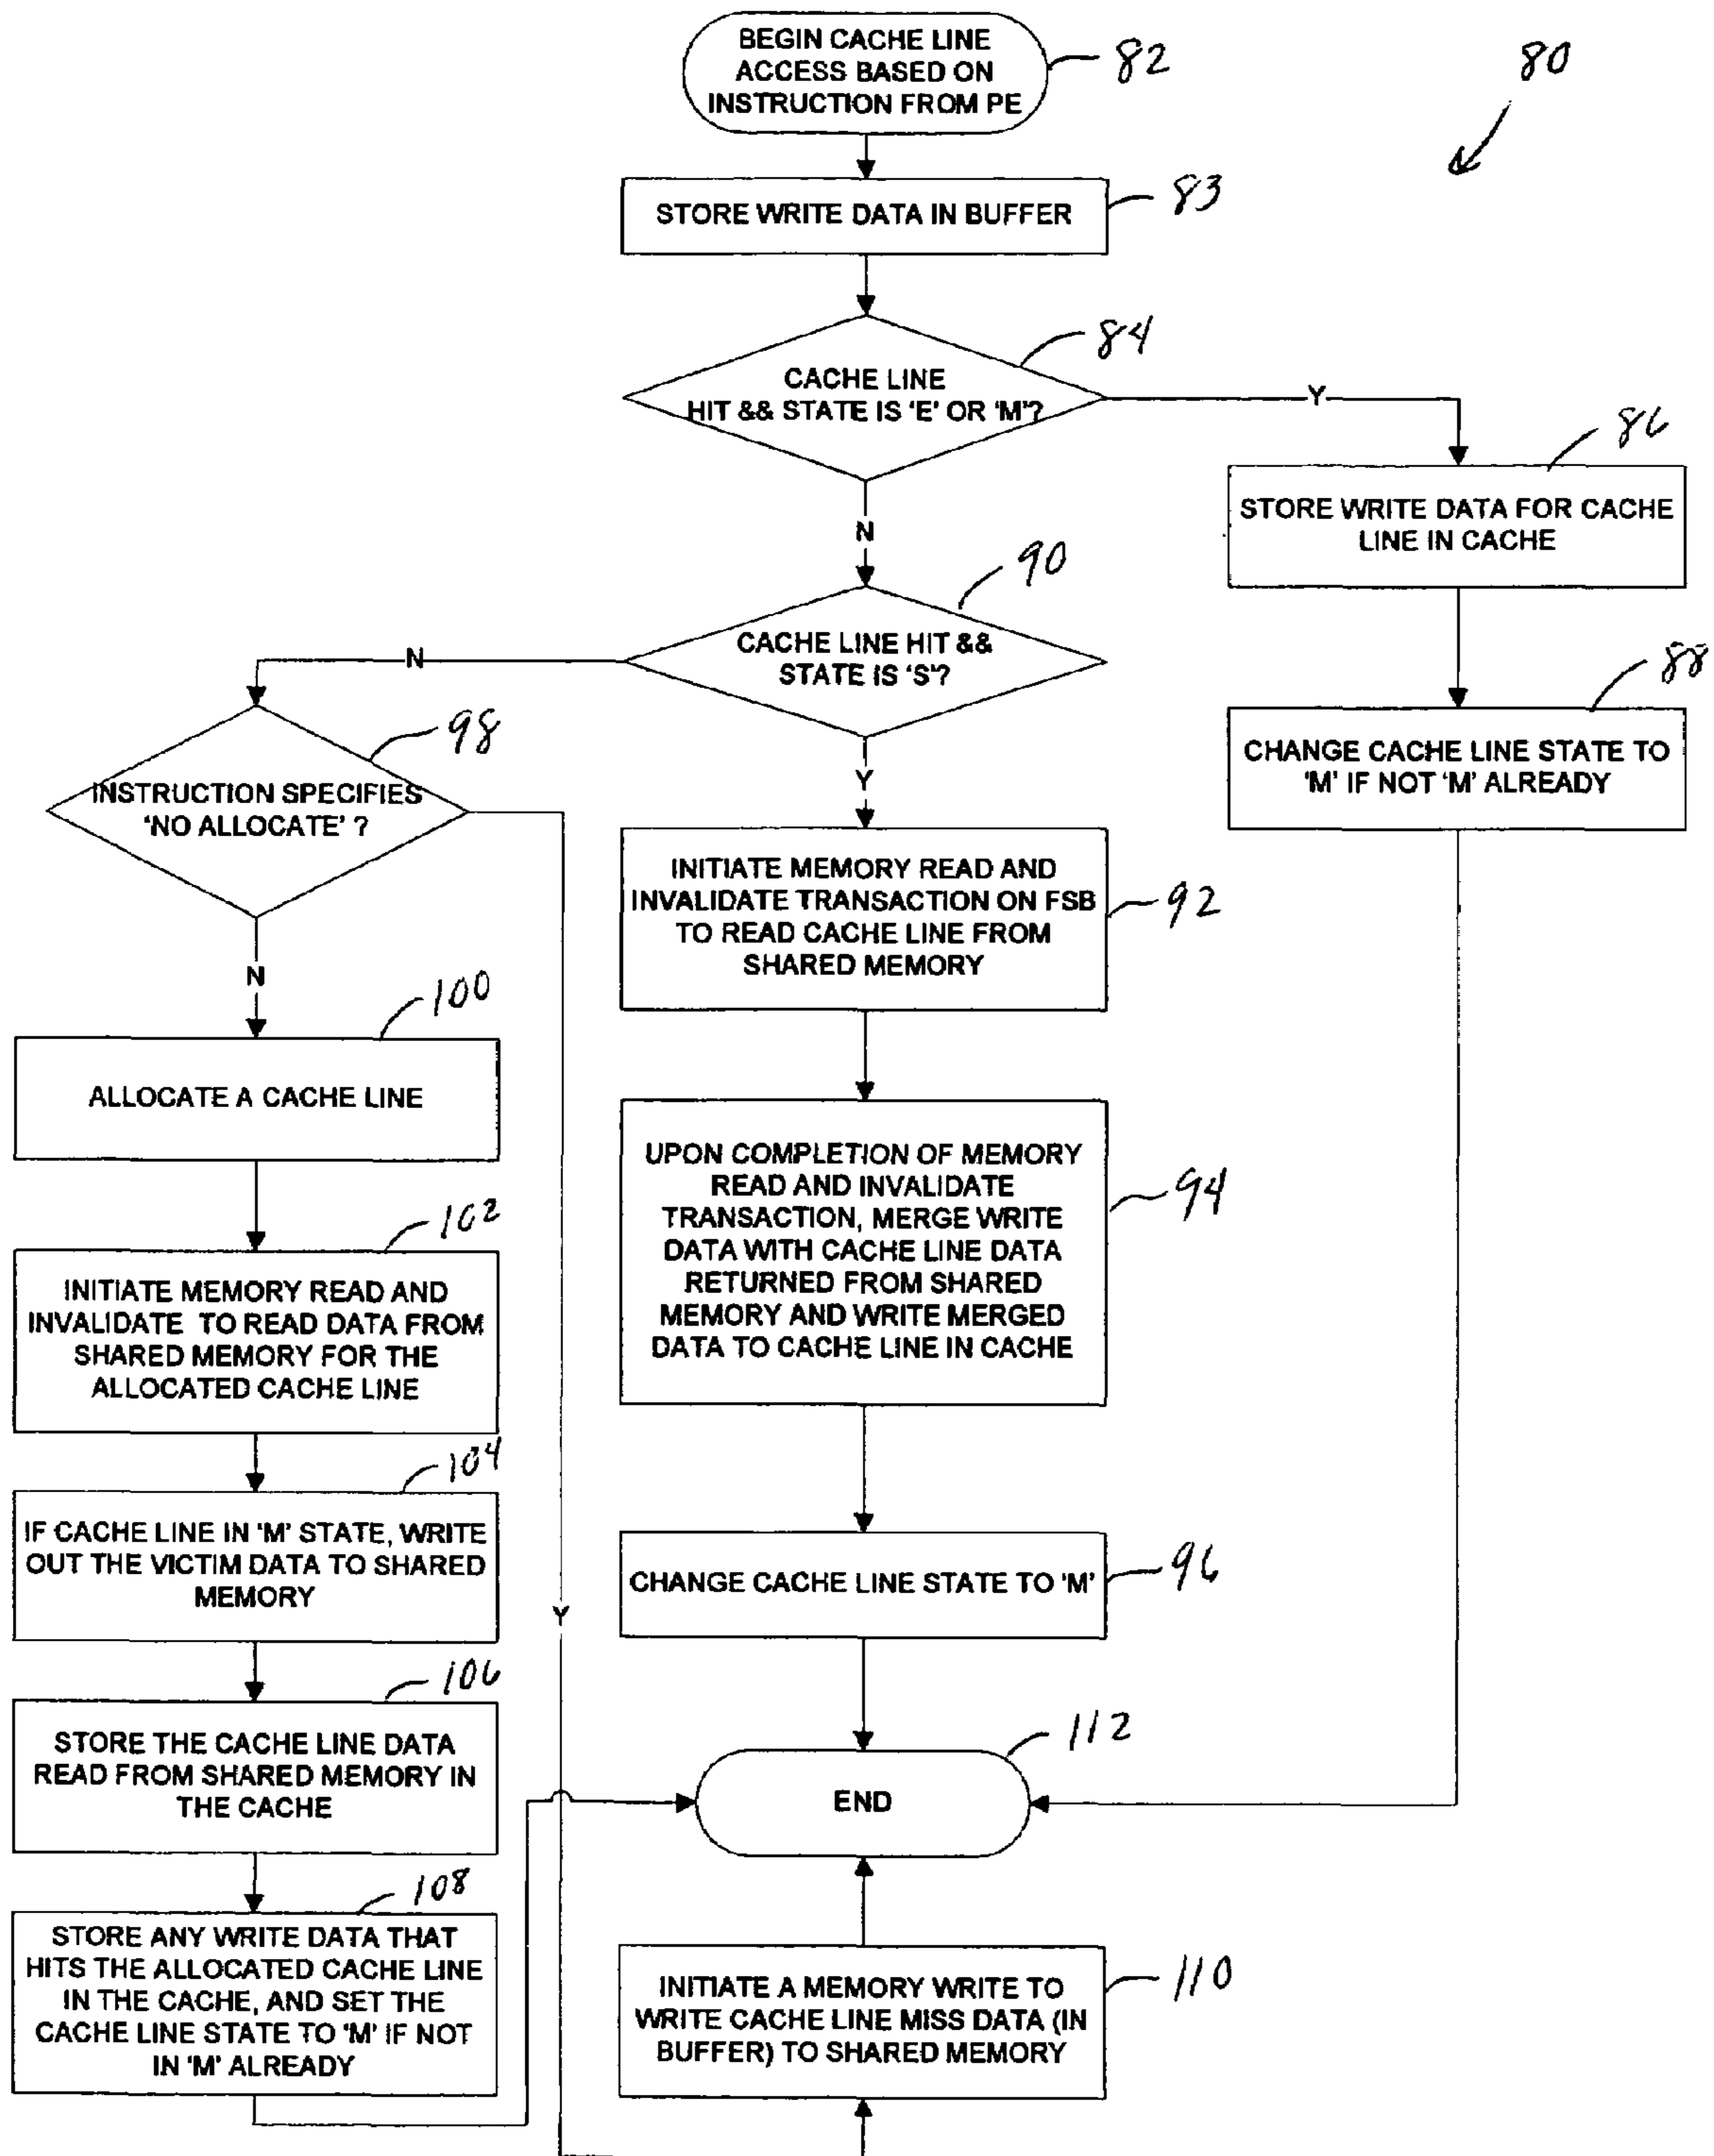 BEGIN CACHE LINE
ACCESS BASED ON
INSTRUCTION FROM PE
82
80
STORE WRITE DATA IN BUFFER
83
CACHE LINE
HIT && STATE IS 'E' OR 'M'?
84
Y
N
STORE WRITE DATA FOR CACHE
LINE IN CACHE
86
CHANGE CACHE LINE STATE TO
'M' IF NOT 'M' ALREADY
88
CACHE LINE HIT &&
STATE IS 'S'?
90
N
Y
INITIATE MEMORY READ AND
INVALIDATE TRANSACTION ON FSB
TO READ CACHE LINE FROM
SHARED MEMORY
92
UPON COMPLETION OF MEMORY
READ AND INVALIDATE
TRANSACTION, MERGE WRITE
DATA WITH CACHE LINE DATA
RETURNED FROM SHARED
MEMORY AND WRITE MERGED
DATA TO CACHE LINE IN CACHE
94
CHANGE CACHE LINE STATE TO 'M'
96
INSTRUCTION SPECIFIES
'NO ALLOCATE' ?
98
N
Y
ALLOCATE A CACHE LINE
100
INITIATE MEMORY READ AND
INVALIDATE TO READ DATA FROM
SHARED MEMORY FOR THE
ALLOCATED CACHE LINE
102
IF CACHE LINE IN 'M' STATE, WRITE
OUT THE VICTIM DATA TO SHARED
MEMORY
104
STORE THE CACHE LINE DATA
READ FROM SHARED MEMORY IN
THE CACHE
106
STORE ANY WRITE DATA THAT
HITS THE ALLOCATED CACHE LINE
IN THE CACHE, AND SET THE
CACHE LINE STATE TO 'M' IF NOT
IN 'M' ALREADY
108
INITIATE A MEMORY WRITE TO
WRITE CACHE LINE MISS DATA (IN
BUFFER) TO SHARED MEMORY
110
END
112